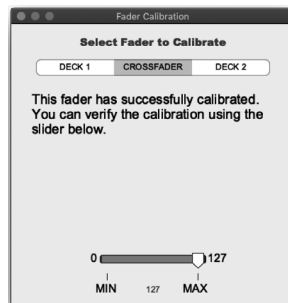 Fader Calibration
Select Fader to Calibrate
DECK 1 CROSSFADER DECK 2
This fader has successfully calibrated.
You can verify the calibration using the
slider below.
0 127
MIN 127 MAX